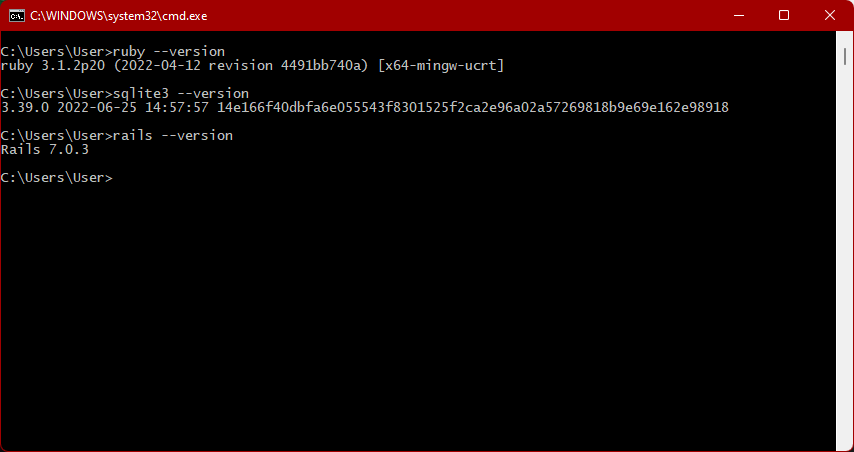 C:\WINDOWS\system32\cmd.exe
C:\Users\User>ruby --version
ruby 3.1.2p20 (2022-04-12 revision 4491bb740a) [x64-mingw-ucrt]
C:\Users\User>sqlite3 --version
3.39.0 2022-06-25 14:57:57 14e166f40dbfa6e055543f8301525f2ca2e96a02a57269818b9e69e162e98918
C:\Users\User>rails --version
Rails 7.0.3
C:\Users\User>